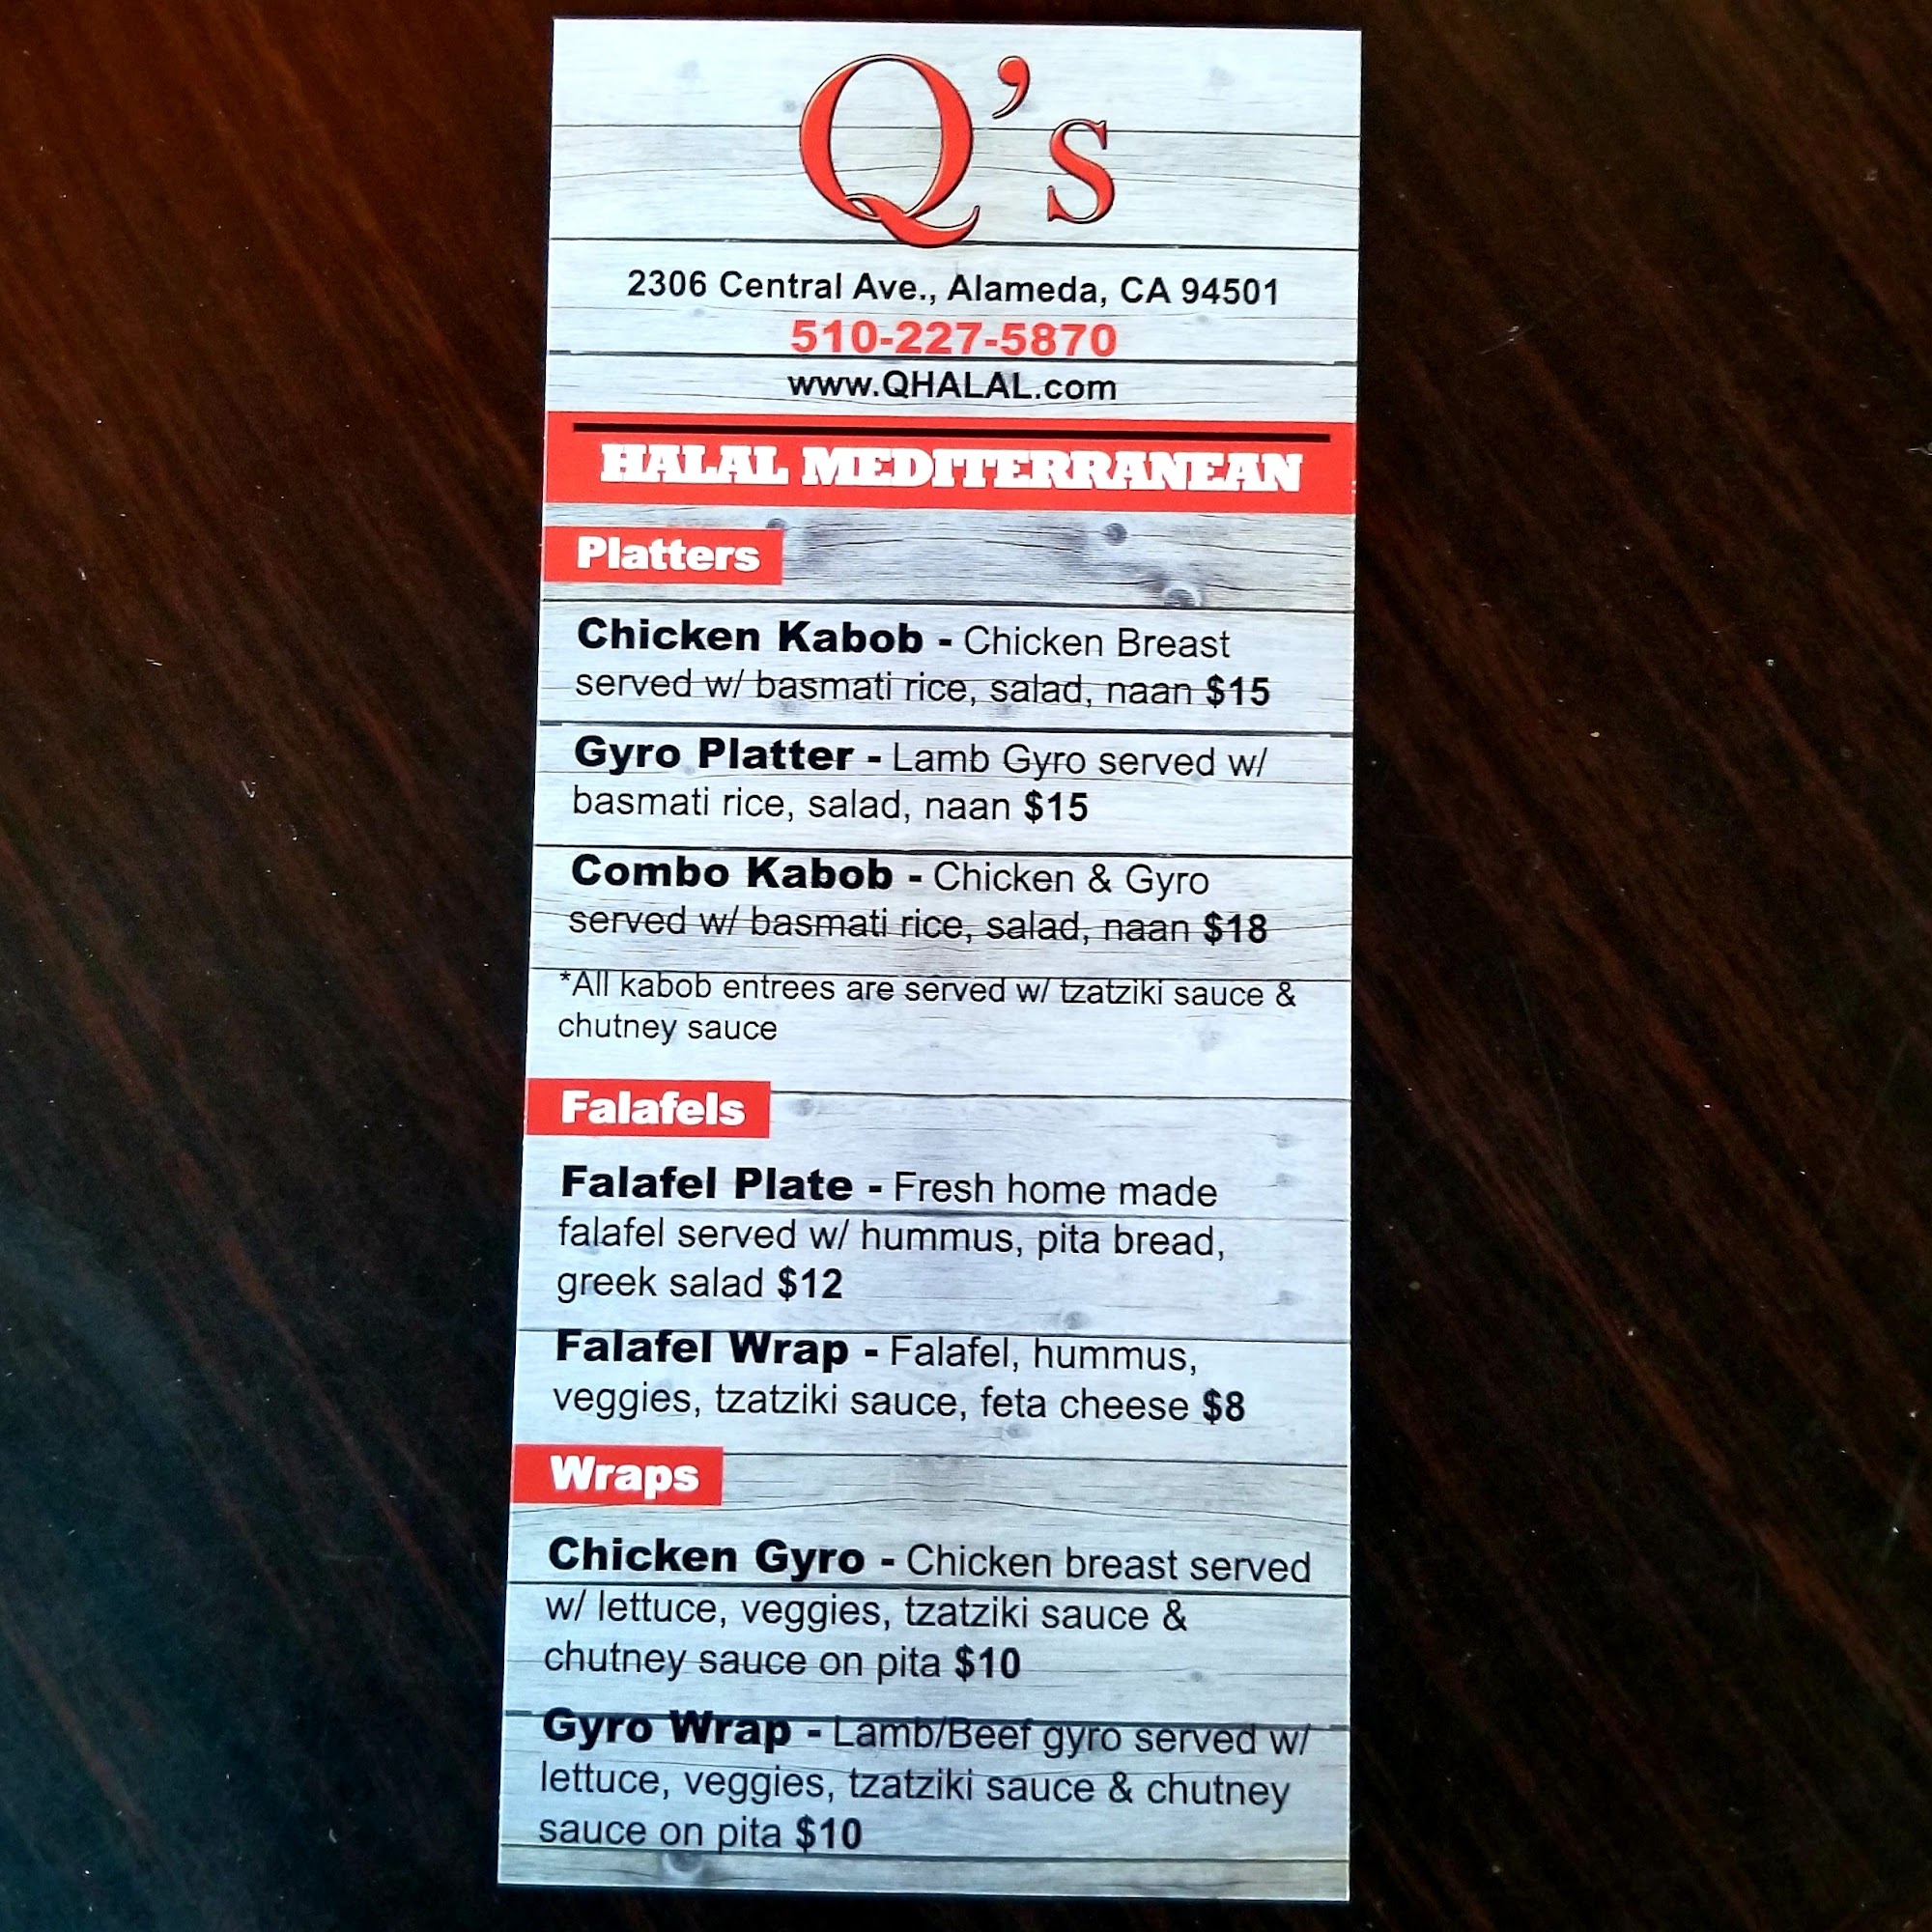 Q's
2306 Central Ave., Alameda, CA 94501
510-227-5870
www.QHALAL.com
HALAL MEDITERRANEAN
Platters
Chicken Kabob - Chicken Breast
served w/ basmati rice, salad, naan $15
Gyro Platter - Lamb Gyro served w/
basmati rice, salad, naan $15
Combo Kabob - Chicken & Gyro
served w/ basmati rice, salad, naan $18
*All kabob entrees are served w/ tzatziki sauce &
chutney sauce
Falafels
Falafel Plate - Fresh home made
falafel served w/ hummus, pita bread,
greek salad $12
Falafel Wrap - Falafel, hummus,
veggies, tzatziki sauce, feta cheese $8
Wraps
Chicken Gyro - Chicken breast served
w/ lettuce, veggies, tzatziki sauce &
chutney sauce on pita $10
Gyro Wrap - Lamb/Beef gyro served w/
lettuce, veggies, tzatziki sauce & chutney
sauce on pita $10